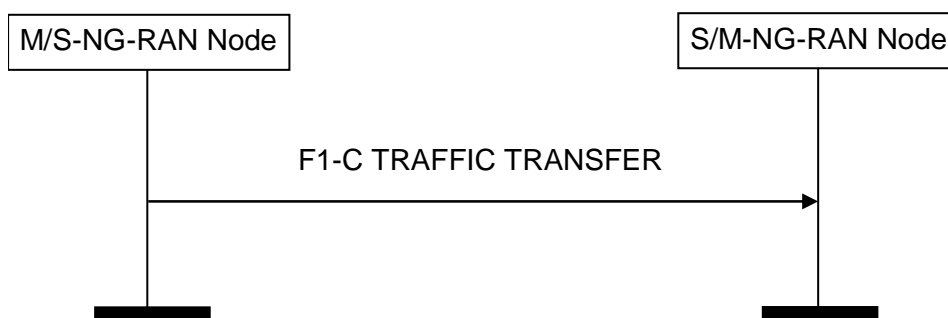 M/S-NG-RAN Node
S/M-NG-RAN Node
F1-C TRAFFIC TRANSFER